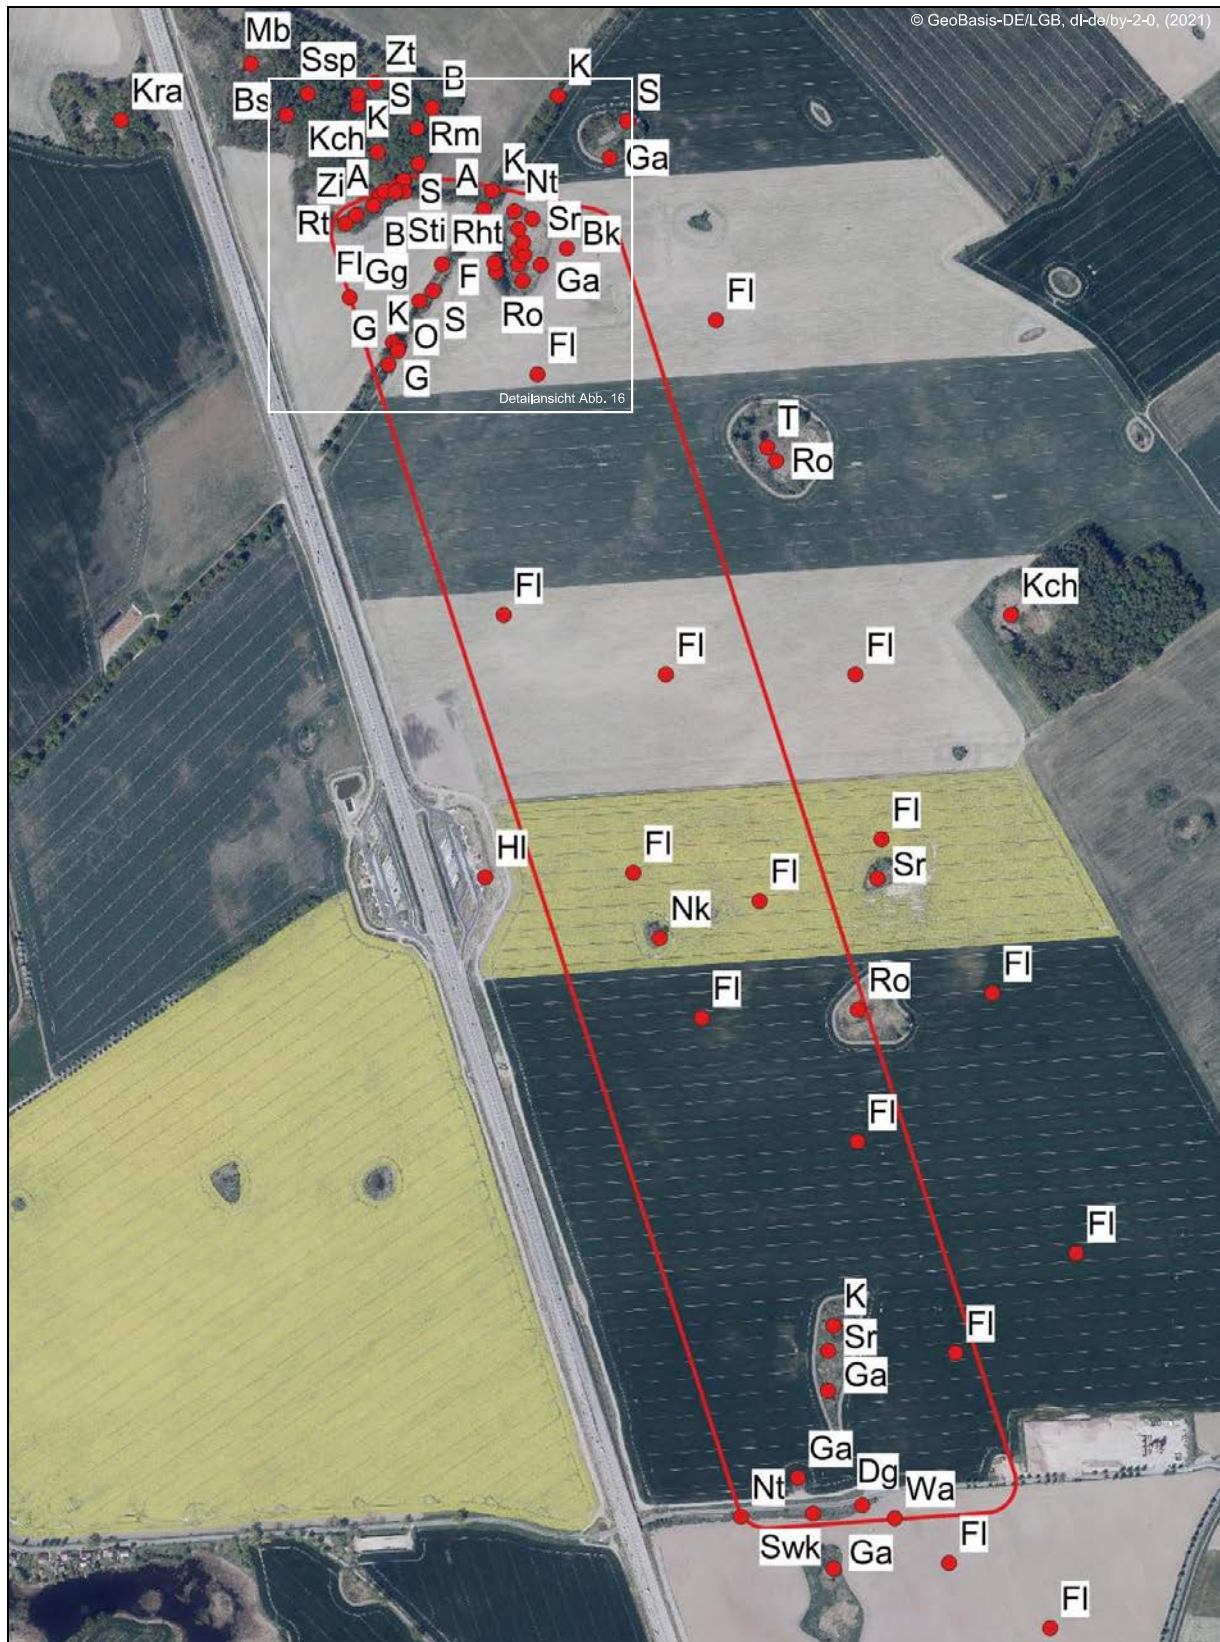 © GeoBasis-DE/LGB, dl-de/by-2-0, (2021)
Mb
Zt
Ssp
K
Kra
Bs
S
B
S
K
Kch
Rm
Ga
K
Zi
A
S
A
Nt
Rt
B
Sti
Rht
Sr
Bk
Fl
Gg
F
Ga
Fl
G
K
O
S
Ro
G
Fl
Detailansicht Abb. 16
T
Ro
Fl
Kch
Fl
Fl
Fl
Hl
Fl
Fl
Sr
Nk
Fl
Ro
Fl
Fl
Fl
K
Sr
Fl
Ga
Ga
Nt
Dg
Wa
Swk
Ga
Fl
Fl